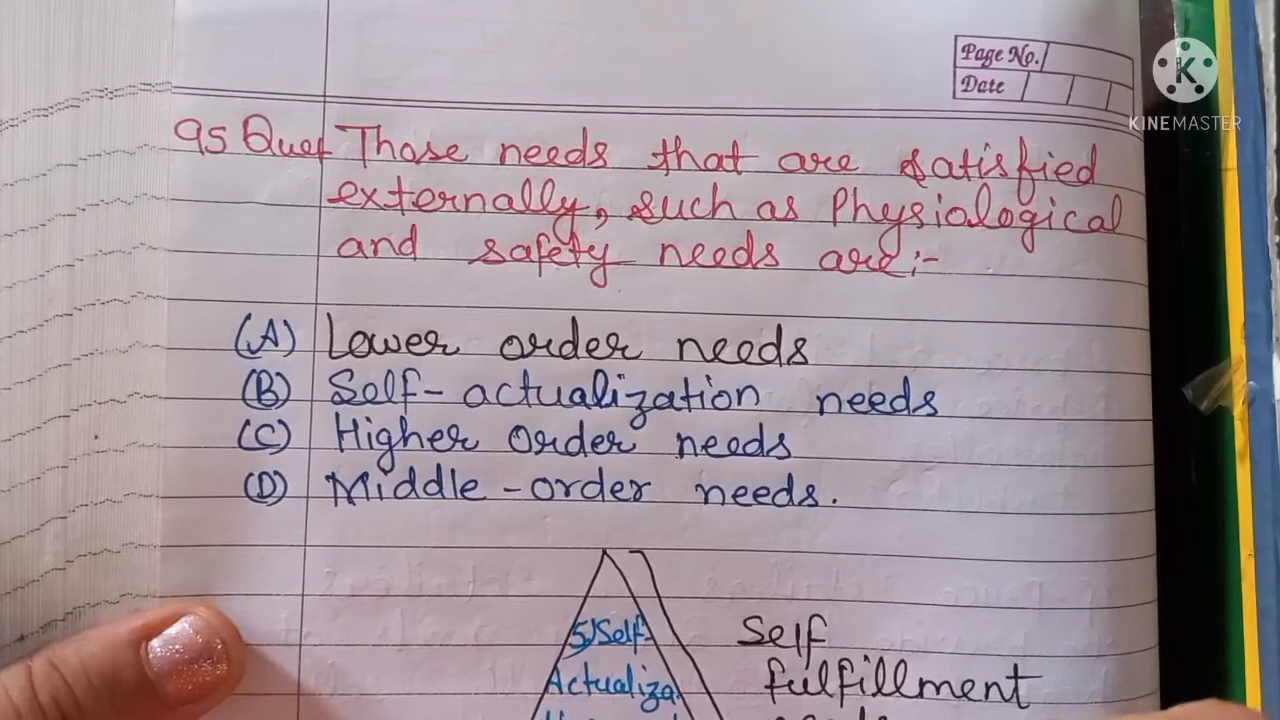 Page No.
Date
KINEMASTER
95 Ques Those needs that are satisfied
externally, such as Physiological
and safety needs are:-
(A) Lower order needs
(B) Self-actualization needs
(C) Higher order needs
(D) Middle-order needs.
5) Self-
Actualiza
Self
fulfillment